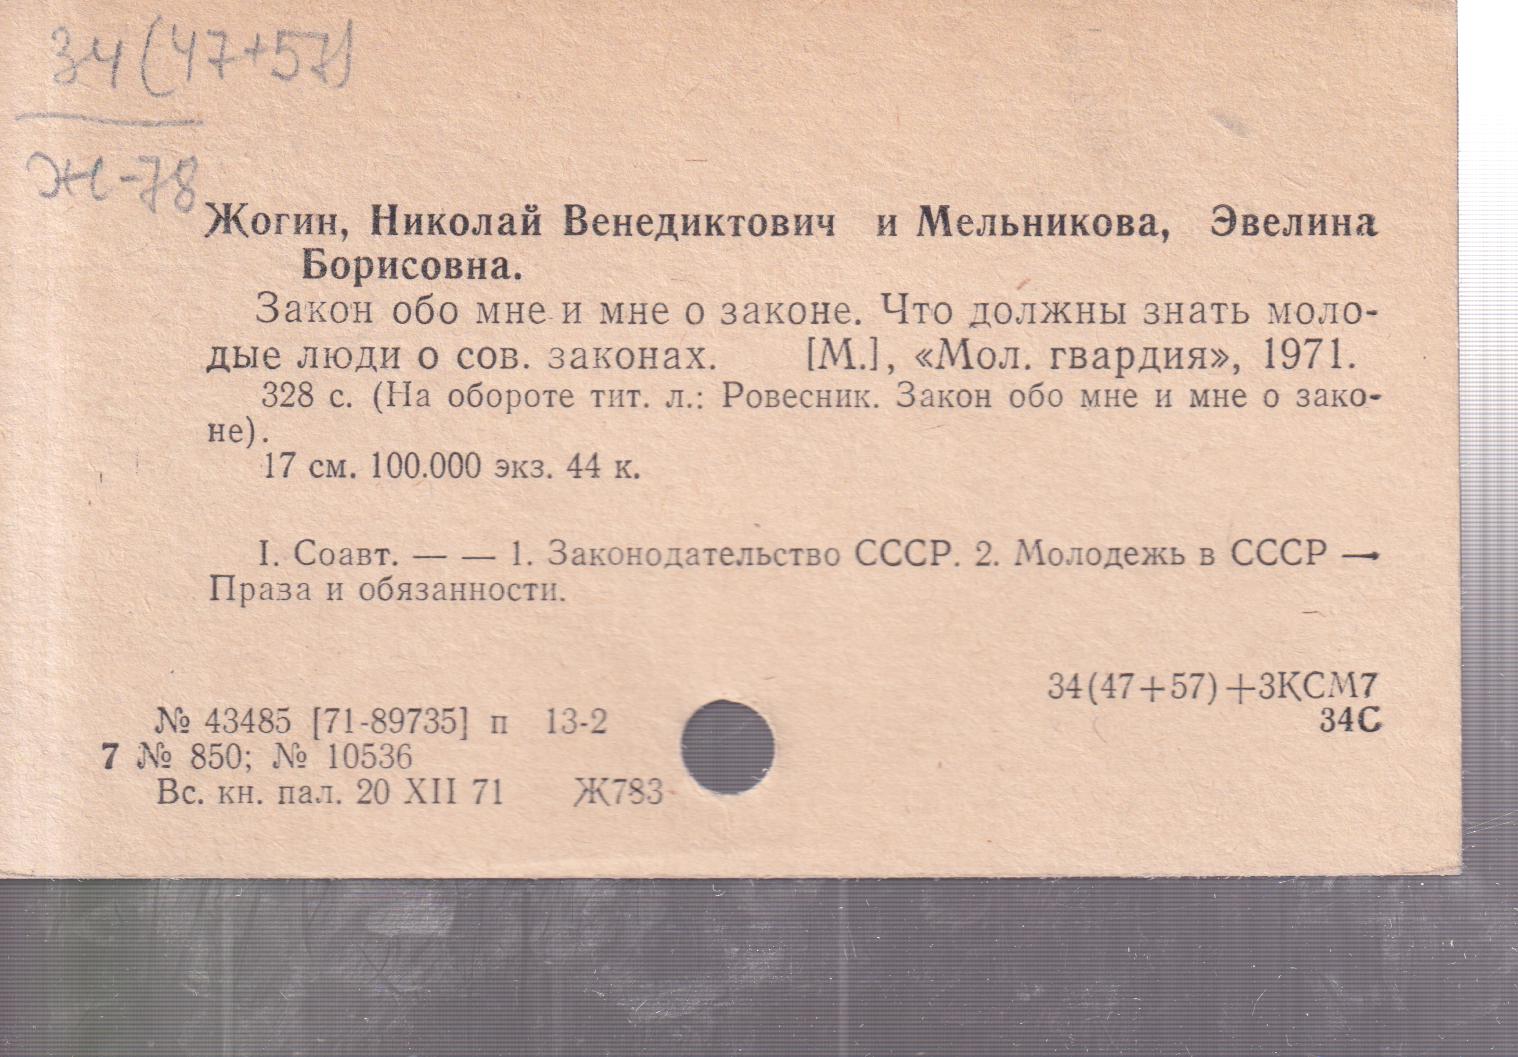 34(47+57)
Ж-78
Жогин, Николай Венедиктович и Мельникова, Эвелина
Борисовна.
Закон обо мне и мне о законе. Что должны знать моло-
дые люди о сов. законах. [М.], «Мол. гвардия», 1971.
328 с. (На обороте тит. л.: Ровесник. Закон обо мне и мне о зако-
не).
17 см. 100.000 экз. 44 к.
I. Соавт. — — 1. Законодательство СССР. 2. Молодежь в СССР —
Права и обязанности.
34(47+57)+3КСМ7
34С
№ 43485 [71-89735] п 13-2
7 № 850; № 10536
Вс. кн. пал. 20 XII 71 Ж783